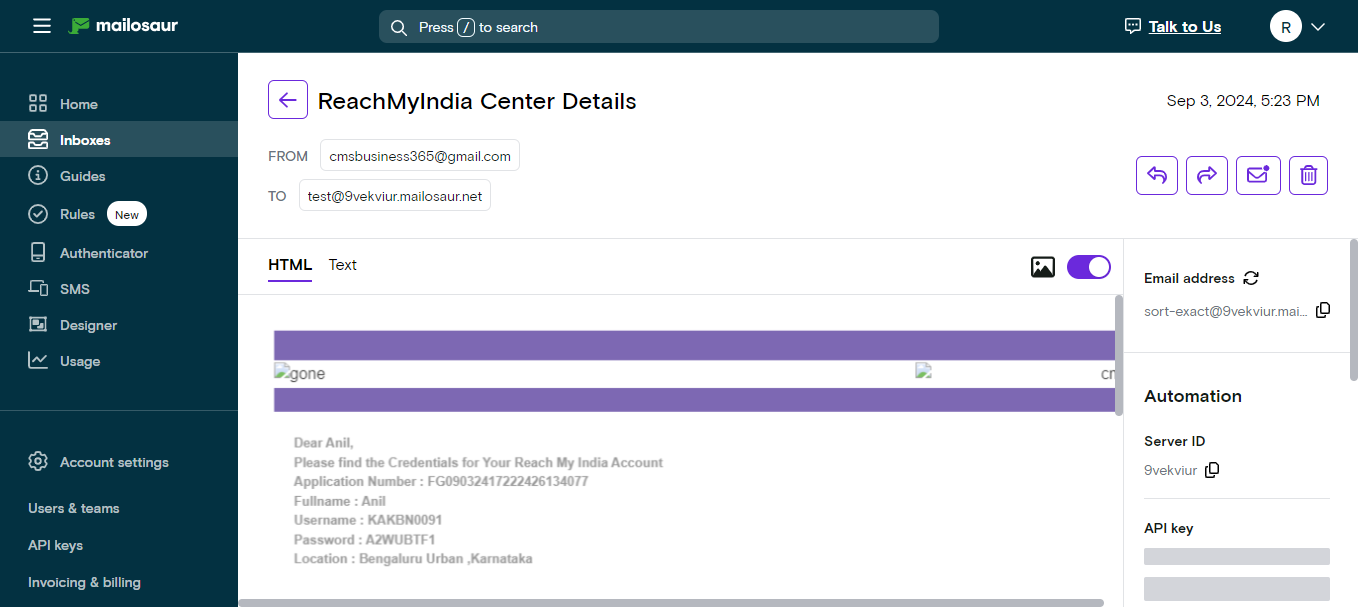 mailosaur
Press / to search
Talk to Us
R
Home
Inboxes
Guides
Rules New
Authenticator
SMS
Designer
Usage
Account settings
Users & teams
API keys
Invoicing & billing
ReachMyIndia Center Details
Sep 3, 2024, 5:23 PM
FROM cmsbusiness365@gmail.com
TO test@9vekviur.mailosaur.net
HTML Text
gone
Dear Anil,
Please find the Credentials for Your Reach My India Account
Application Number : FG09032417222426134077
Fullname : Anil
Username : KAKBN0091
Password : A2WUBTF1
Location : Bengaluru Urban ,Karnataka
Email address
sort-exact@9vekviur.mai...
Automation
Server ID
9vekviur
API key